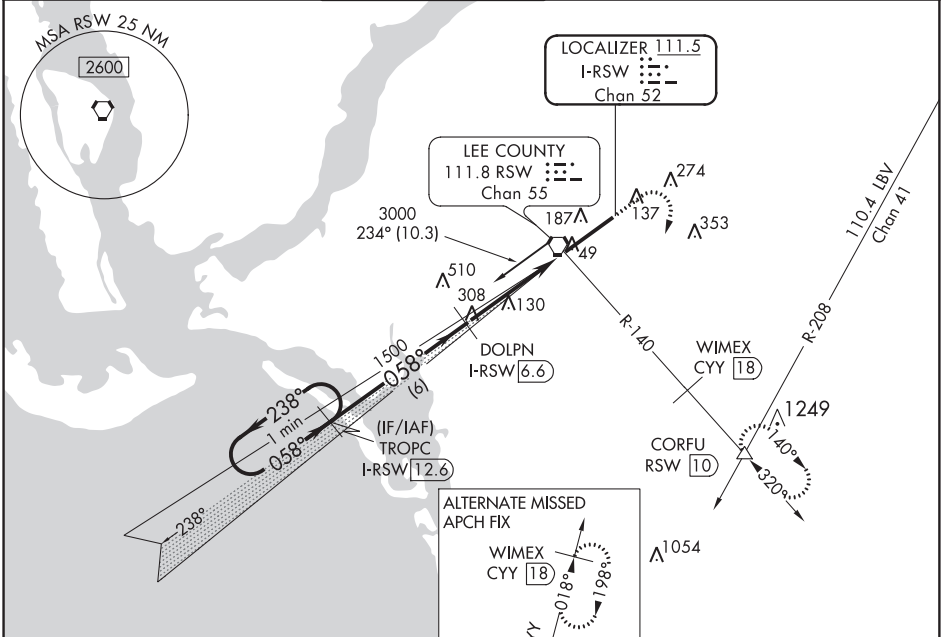 MSA RSW 25 NM
2600
LOCALIZER 111.5
I-RSW
Chan 52
LEE COUNTY
111.8 RSW
Chan 55
3000
234° (10.3)
187
274
137
353
49
510
308
130
110.4 LBV
Chan 41
R-208
R-140
1500
058°
(6)
DOLPN
I-RSW 6.6
WIMEX
CYY 18
238°
1 min
058°
(IF/IAF)
TROPC
I-RSW 12.6
1249
CORFU
RSW 10
140°
320°
238°
ALTERNATE MISSED
APCH FIX
WIMEX
CYY 18
018°
198°
1054